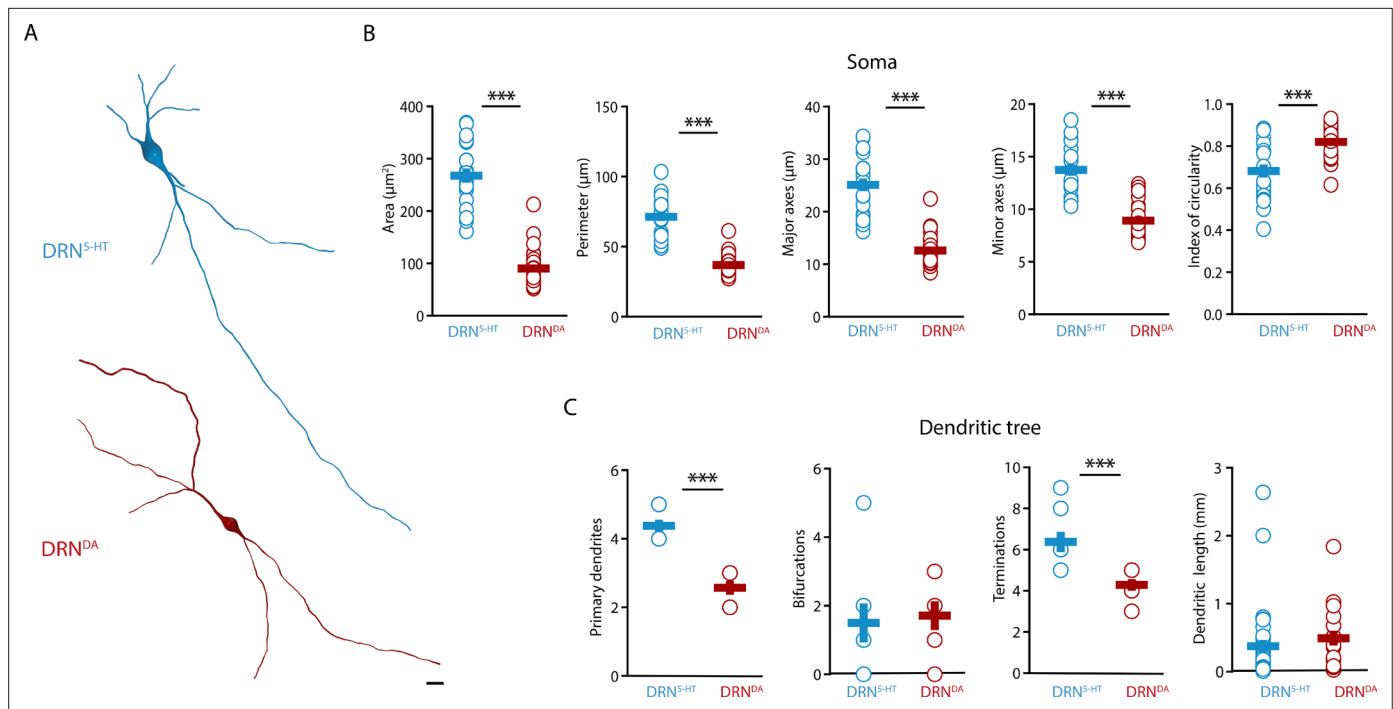 A
B
Soma
DRN⁵⁻ᴴᵀ
DRNᴰᴬ
Area (µm²)
400
300
200
100
0
***
DRN⁵⁻ᴴᵀ DRNᴰᴬ
Perimeter (µm)
150
100
50
0
***
DRN⁵⁻ᴴᵀ DRNᴰᴬ
Major axes (µm)
40
30
20
10
0
***
DRN⁵⁻ᴴᵀ DRNᴰᴬ
Minor axes (µm)
20
15
10
5
0
***
DRN⁵⁻ᴴᵀ DRNᴰᴬ
Index of circularity
1.0
0.8
0.6
0.4
0.2
0.0
***
DRN⁵⁻ᴴᵀ DRNᴰᴬ
C
Dendritic tree
Primary dendrites
6
4
2
0
***
DRN⁵⁻ᴴᵀ DRNᴰᴬ
Bifurcations
6
4
2
0
DRN⁵⁻ᴴᵀ DRNᴰᴬ
Terminations
10
8
6
4
2
0
***
DRN⁵⁻ᴴᵀ DRNᴰᴬ
Dendritic length (mm)
3
2
1
0
DRN⁵⁻ᴴᵀ DRNᴰᴬ